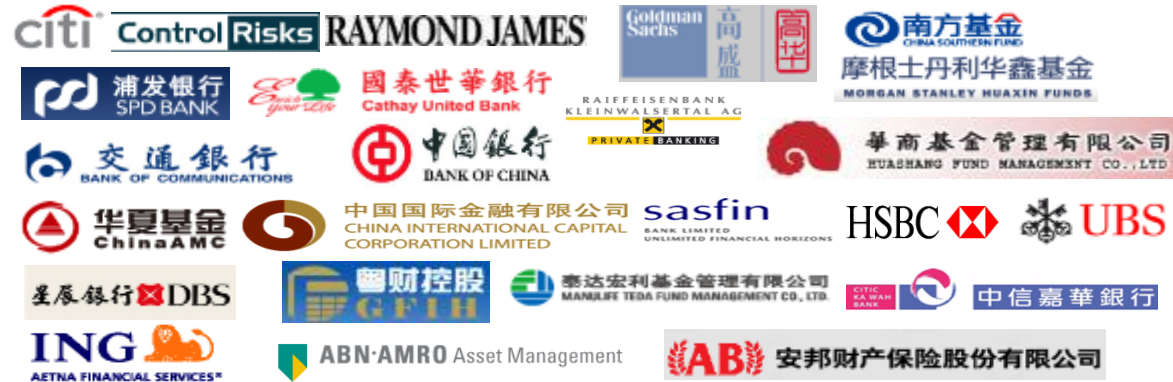 citi
Control Risks
RAYMOND JAMES
Goldman
Sachs
高盛
高华
南方基金
CHINA SOUTHERN FUND
摩根士丹利华鑫基金
MORGAN STANLEY HUAXIN FUNDS
浦发银行
SPD BANK
Enrich
your Life
國泰世華銀行
Cathay United Bank
RAIFFEISENBANK
KLEINWALSERTAL AG
PRIVATE BANKING
交通銀行
BANK OF COMMUNICATIONS
中國銀行
BANK OF CHINA
華商基金管理有限公司
HUASHANG FUND MANAGEMENT CO.,LTD
华夏基金
ChinaAMC
中国国际金融有限公司
CHINA INTERNATIONAL CAPITAL
CORPORATION LIMITED
sasfin
BANK LIMITED
UNLIMITED FINANCIAL HORIZONS
HSBC
UBS
星辰銀行 DBS
粤财控股
GFIH
泰达宏利基金管理有限公司
MANULIFE TEDA FUND MANAGEMENT CO., LTD.
CITIC
KA WAH
BANK
中信嘉華銀行
ING
AETNA FINANCIAL SERVICES
ABN·AMRO Asset Management
AB 安邦财产保险股份有限公司